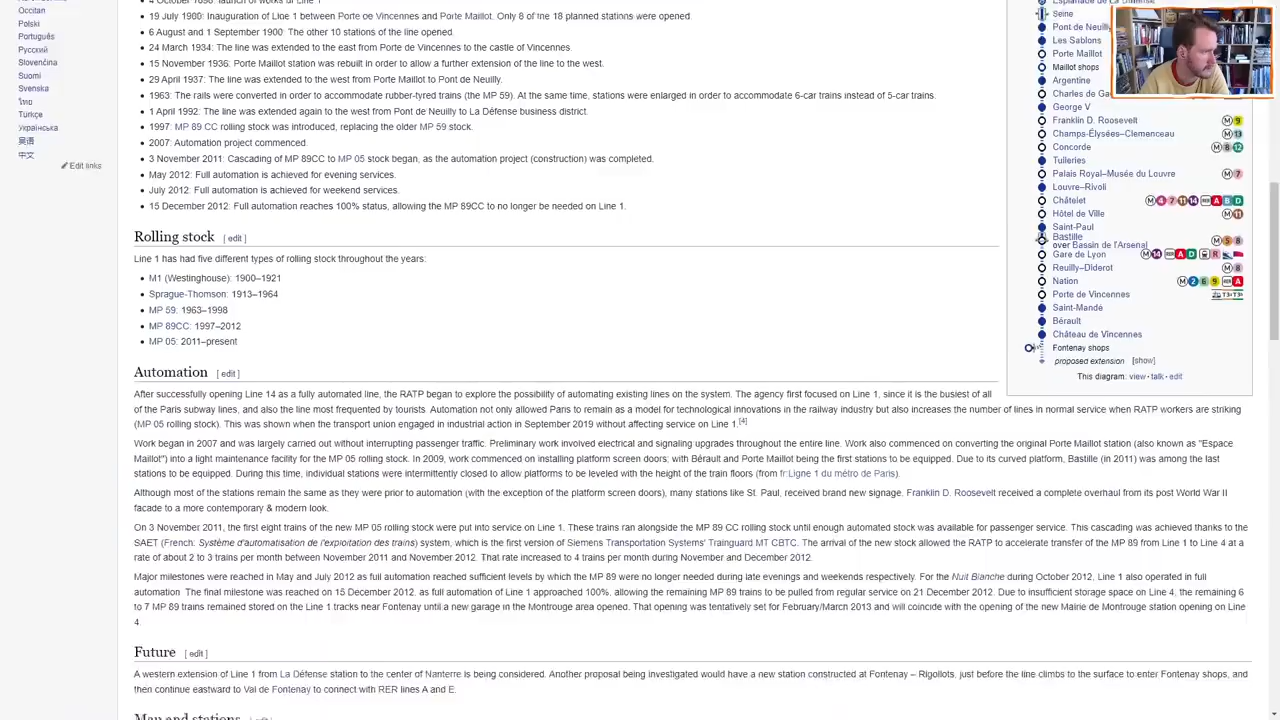 Occitan
Polski
Português
Русский
Slovenčina
Suomi
Svenska
ไทย
Türkçe
Українська
粵語
中文
Edit links
19 July 1900: Inauguration of Line 1 between Porte de Vincennes and Porte Maillot. Only 8 of the 18 planned stations were opened.
6 August and 1 September 1900: The other 10 stations of the line opened.
24 March 1934: The line was extended to the east from Porte de Vincennes to the castle of Vincennes.
15 November 1936: Porte Maillot station was rebuilt in order to allow a further extension of the line to the west.
29 April 1937: The line was extended to the west from Porte Maillot to Pont de Neuilly.
1963: The rails were converted in order to accommodate rubber-tyred trains (the MP 59). At the same time, stations were enlarged in order to accommodate 6-car trains instead of 5-car trains.
1 April 1992: The line was extended again to the west from Pont de Neuilly to La Défense business district.
1997: MP 89 CC rolling stock was introduced, replacing the older MP 59 stock.
2007: Automation project commenced.
3 November 2011: Cascading of MP 89CC to MP 05 stock began, as the automation project (construction) was completed.
May 2012: Full automation is achieved for evening services.
July 2012: Full automation is achieved for weekend services.
15 December 2012: Full automation reaches 100% status, allowing the MP 89CC to no longer be needed on Line 1.
Rolling stock [ edit ]
Line 1 has had five different types of rolling stock throughout the years:
M1 (Westinghouse): 1900–1921
Sprague-Thomson: 1913–1964
MP 59: 1963–1998
MP 89CC: 1997–2012
MP 05: 2011–present
Automation [ edit ]
After successfully opening Line 14 as a fully automated line, the RATP began to explore the possibility of automating existing lines on the system. The agency first focused on Line 1, since it is the busiest of all
of the Paris subway lines, and also the line most frequented by tourists. Automation not only allowed Paris to remain as a model for technological innovations in the railway industry but also increases the number of lines in normal service when RATP workers are striking
(MP 05 rolling stock). This was shown when the transport union engaged in industrial action in September 2019 without affecting service on Line 1.[4]
Work began in 2007 and was largely carried out without interrupting passenger traffic. Preliminary work involved electrical and signaling upgrades throughout the entire line. Work also commenced on converting the original Porte Maillot station (also known as "Espace
Maillot") into a light maintenance facility for the MP 05 rolling stock. In 2009, work commenced on installing platform screen doors; with Bérault and Porte Maillot being the first stations to be equipped. Due to its curved platform, Bastille (in 2011) was among the last
stations to be equipped. During this time, individual stations were intermittently closed to allow platforms to be leveled with the height of the train floors (from fr:Ligne 1 du métro de Paris).
Although most of the stations remain the same as they were prior to automation (with the exception of the platform screen doors), many stations like St. Paul, received brand new signage. Franklin D. Roosevelt received a complete overhaul from its post World War II
facade to a more contemporary & modern look.
On 3 November 2011, the first eight trains of the new MP 05 rolling stock were put into service on Line 1. These trains ran alongside the MP 89 CC rolling stock until enough automated stock was available for passenger service. This cascading was achieved thanks to the
SAET (French: Système d'automatisation de l'exploitation des trains) system, which is the first version of Siemens Transportation Systems' Trainguard MT CBTC. The arrival of the new stock allowed the RATP to accelerate transfer of the MP 89 from Line 1 to Line 4 at a
rate of about 2 to 3 trains per month between November 2011 and November 2012. That rate increased to 4 trains per month during November and December 2012.
Major milestones were reached in May and July 2012 as full automation reached sufficient levels by which the MP 89 were no longer needed during late evenings and weekends respectively. For the Nuit Blanche during October 2012, Line 1 also operated in full
automation. The final milestone was reached on 15 December 2012, as full automation of Line 1 approached 100%, allowing the remaining MP 89 trains to be pulled from regular service on 21 December 2012. Due to insufficient storage space on Line 4, the remaining 6
to 7 MP 89 trains remained stored on the Line 1 tracks near Fontenay until a new garage in the Montrouge area opened. That opening was tentatively set for February/March 2013 and will coincide with the opening of the new Mairie de Montrouge station opening on Line
4.
Future [ edit ]
A western extension of Line 1 from La Défense station to the center of Nanterre is being considered. Another proposal being investigated would have a new station constructed at Fontenay – Rigollots, just before the line climbs to the surface to enter Fontenay shops, and
then continue eastward to Val de Fontenay to connect with RER lines A and E.
Map and stations
Seine
Pont de Neuilly
Les Sablons
Porte Maillot
Maillot shops
Argentine
Charles de Ga
George V
Franklin D. Roosevelt M 9
Champs-Élysées–Clemenceau M 13
Concorde M 8 12
Tuileries
Palais Royal–Musée du Louvre M 7
Louvre–Rivoli
Châtelet M 4 7 11 14 RER A B D
Hôtel de Ville M 11
Saint-Paul
Bastille M 5 8
over Bassin de l'Arsenal
Gare de Lyon M 14 RER A D R
Reuilly–Diderot M 8
Nation M 2 6 9 RER A
Porte de Vincennes T3a T3b
Saint-Mandé
Bérault
Château de Vincennes
Fontenay shops
proposed extension [show]
This diagram: view · talk · edit